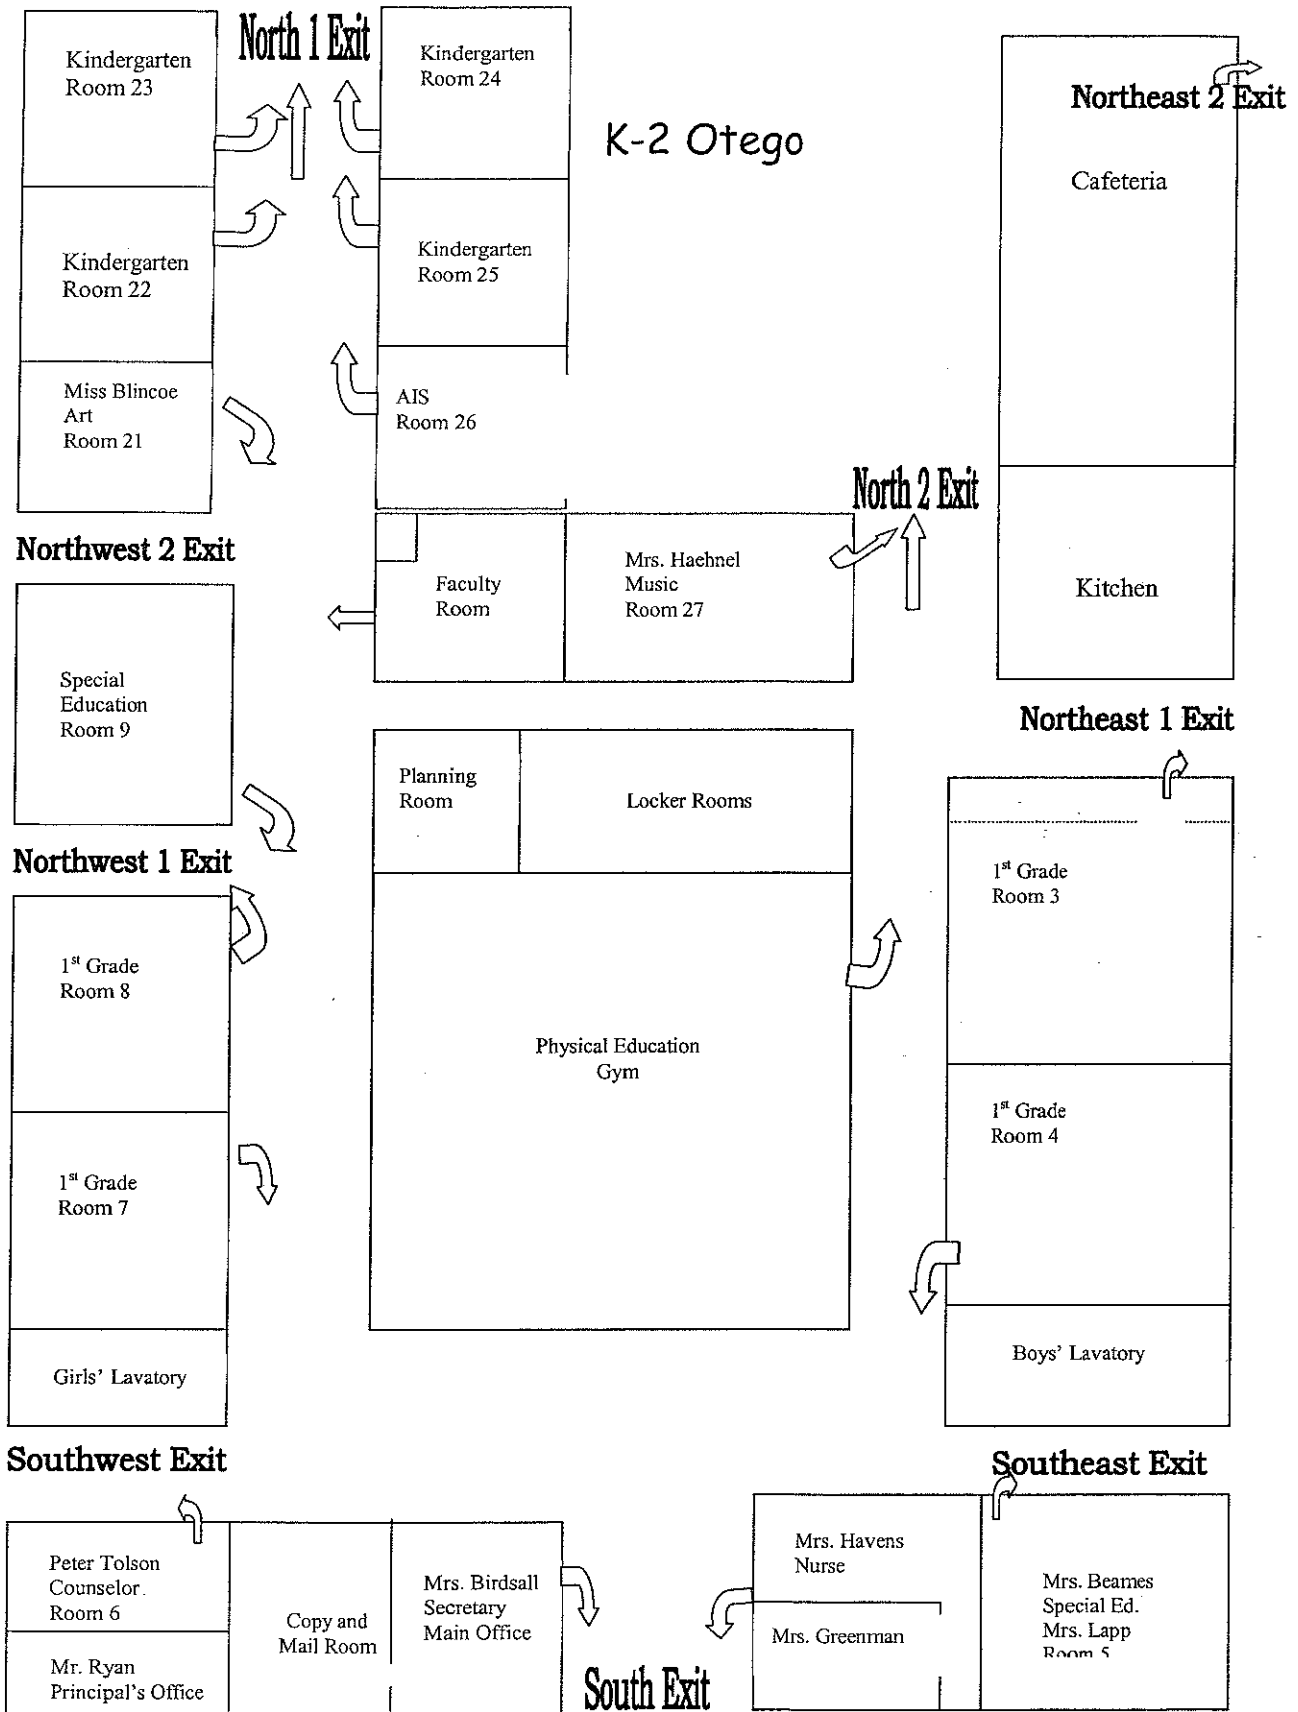 North 1 Exit
Kindergarten
Room 23
Kindergarten
Room 24
Northeast 2 Exit
K-2 Otego
Cafeteria
Kindergarten
Room 22
Kindergarten
Room 25
Miss Blincoe
Art
Room 21
AIS
Room 26
North 2 Exit
Northwest 2 Exit
Faculty
Room
Mrs. Haehnel
Music
Room 27
Kitchen
Special
Education
Room 9
Northeast 1 Exit
Planning
Room
Locker Rooms
Northwest 1 Exit
1st Grade
Room 3
1st Grade
Room 8
Physical Education
Gym
1st Grade
Room 4
1st Grade
Room 7
Girls' Lavatory
Boys' Lavatory
Southwest Exit
Southeast Exit
Peter Tolson
Counselor
Room 6
Copy and
Mail Room
Mrs. Birdsall
Secretary
Main Office
Mrs. Havens
Nurse
Mrs. Beames
Special Ed.
Mrs. Lapp
Room 5
Mrs. Greenman
Mr. Ryan
Principal's Office
South Exit